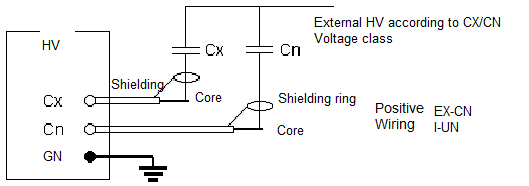 External HV according to CX/CN
Voltage class
HV
Cx
Cn
Shielding
Cx
Core
Shielding ring
Cn
Core
Positive EX-CN
Wiring I-UN
GN